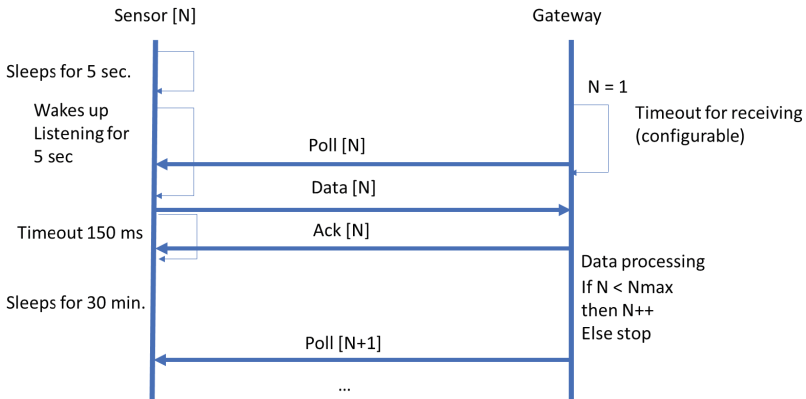 Sensor [N]
Gateway
Sleeps for 5 sec.
N = 1
Wakes up
Listening for
5 sec
Timeout for receiving
(configurable)
Poll [N]
Data [N]
Timeout 150 ms
Ack [N]
Data processing
If N < Nmax
then N++
Else stop
Sleeps for 30 min.
Poll [N+1]
...